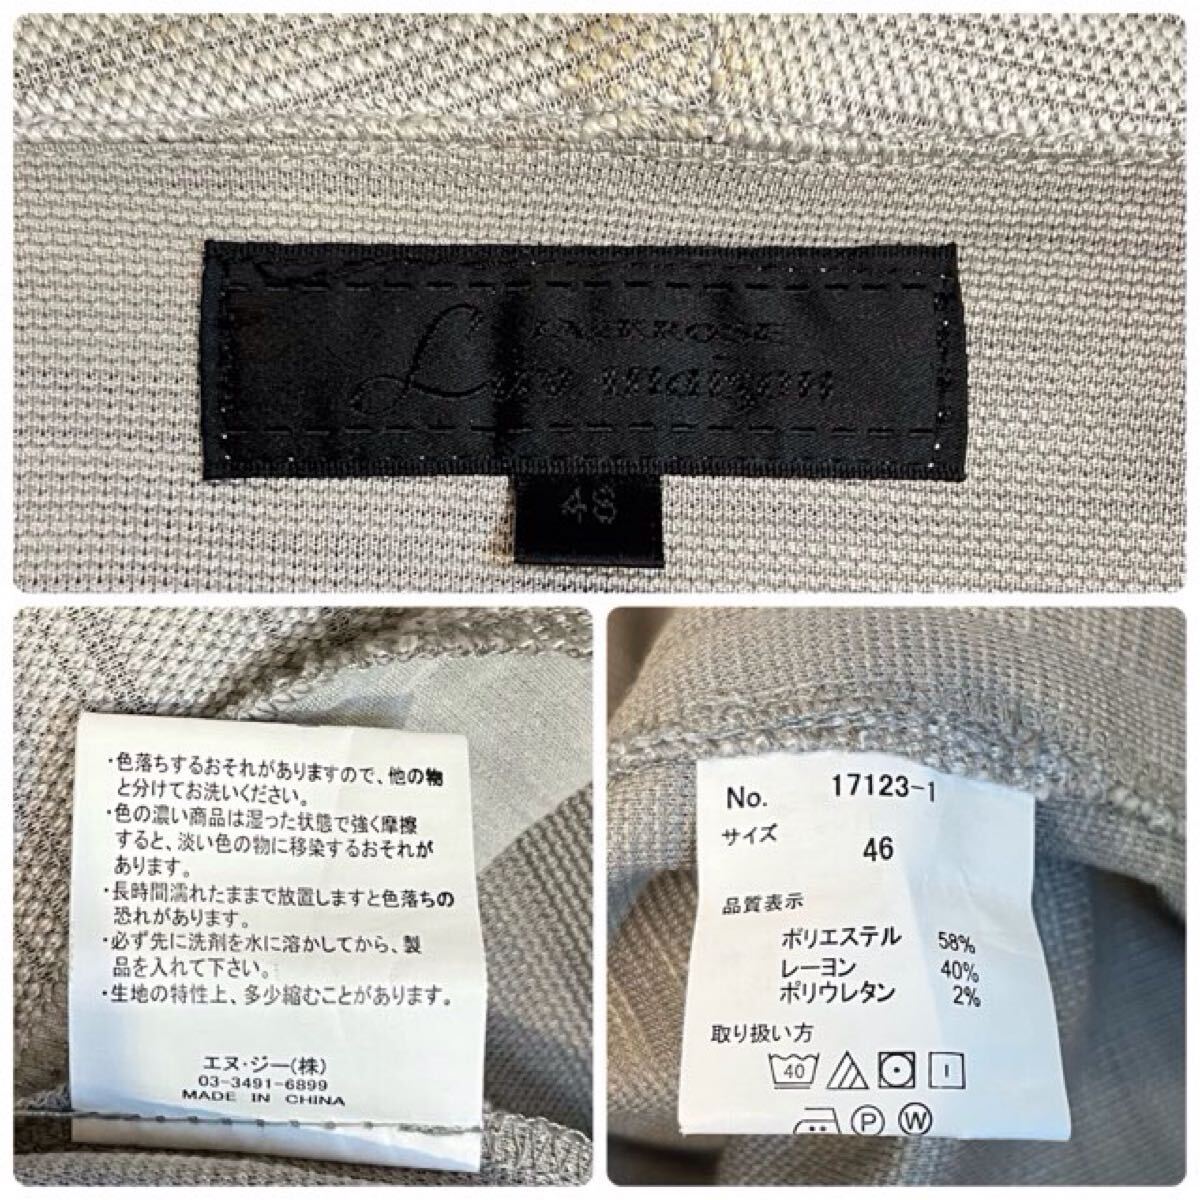 JACKROSE
48
・色落ちするおそれがありますので、他の物
と分けてお洗いください。
・色の濃い商品は湿った状態で強く摩擦
すると、淡い色の物に移染するおそれが
あります。
・長時間濡れたままで放置しますと色落ちの
恐れがあります。
・必ず先に洗剤を水に溶かしてから、製
品を入れて下さい。
・生地の特性上、多少縮むことがあります。
エヌ・ジー(株)
03-3491-6899
MADE IN CHINA
No. 17123-1
サイズ
46
品質表示
ポリエステル 58%
レーヨン 40%
ポリウレタン 2%
取り扱い方
40
P W